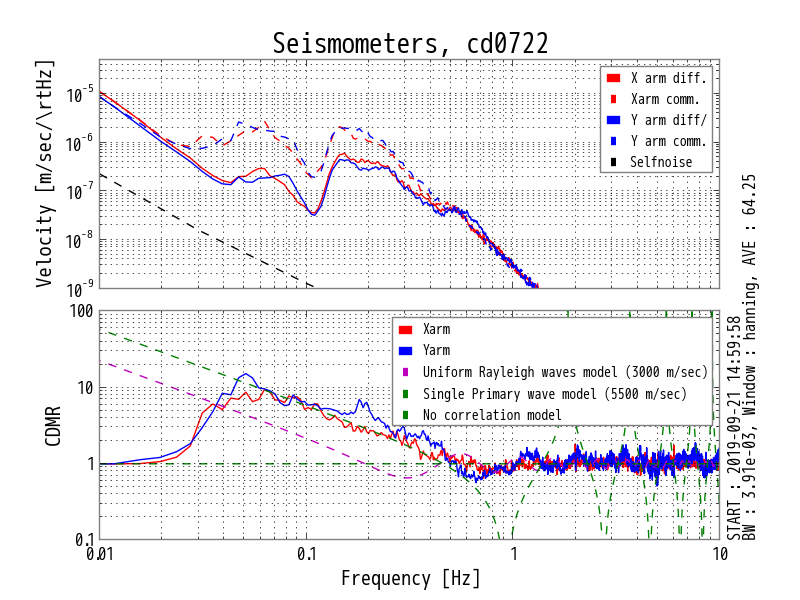 Seismometers, cd0722
Velocity [m/sec/\rtHz]
10^-5
10^-6
10^-7
10^-8
10^-9
X arm diff.
Xarm comm.
Y arm diff/
Y arm comm.
Selfnoise
CDMR
100
10
1
0.1
Xarm
Yarm
Uniform Rayleigh waves model (3000 m/sec)
Single Primary wave model (5500 m/sec)
No correlation model
0.01
0.1
1
10
Frequency [Hz]
START : 2019-09-21 14:59:58
BW : 3.91e-03, Window : hanning, AVE : 64.25